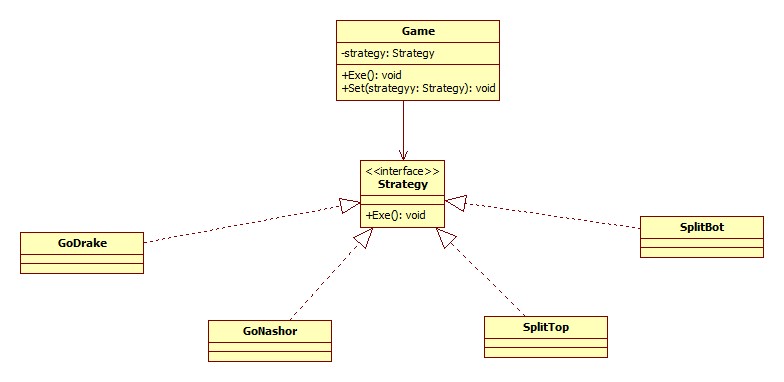 Game
-strategy: Strategy
+Exe(): void
+Set(strategyy: Strategy): void
<<interface>>
Strategy
+Exe(): void
GoDrake
SplitBot
GoNashor
SplitTop